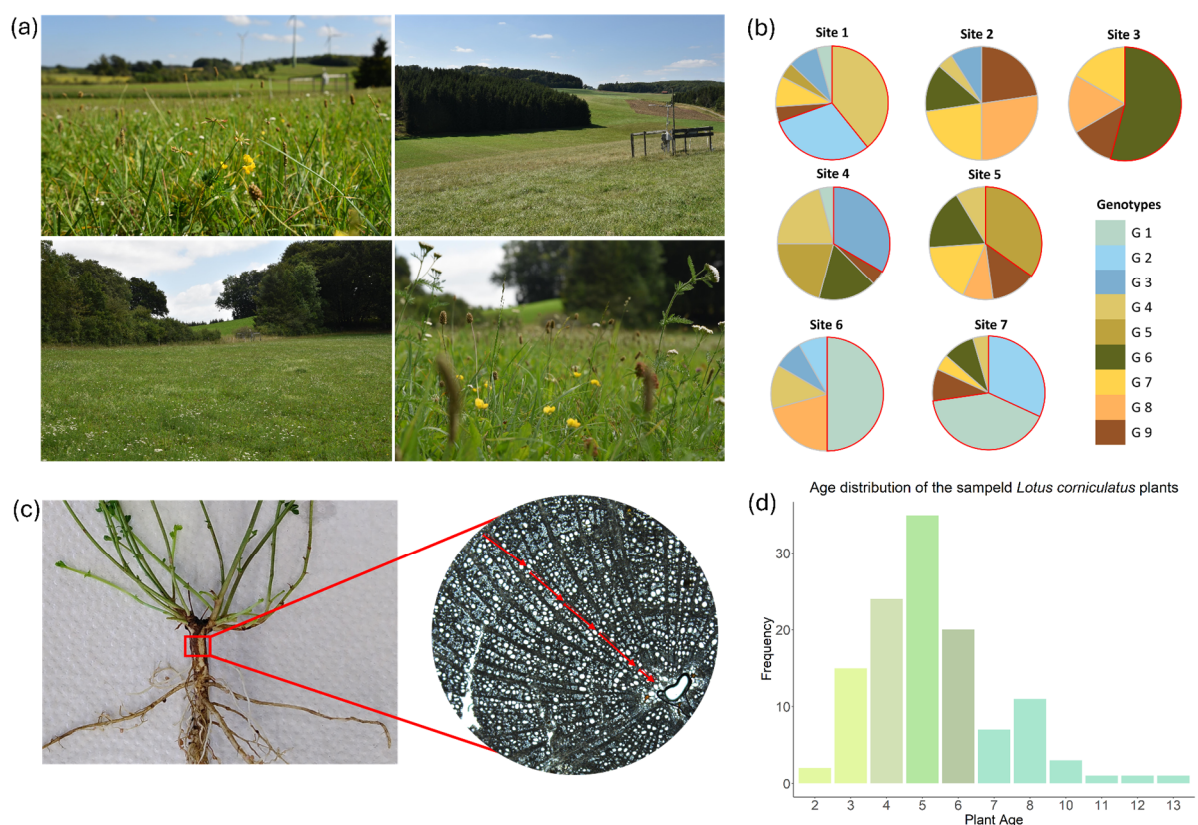 (a)
(b)
Site 1
Site 2
Site 3
Site 4
Site 5
Genotypes
G 1
G 2
G 3
G 4
G 5
G 6
G 7
G 8
G 9
Site 6
Site 7
(c)
(d)
Age distribution of the sampeld Lotus corniculatus plants
Frequency
30
20
10
0
2 3 4 5 6 7 8 10 11 12 13
Plant Age